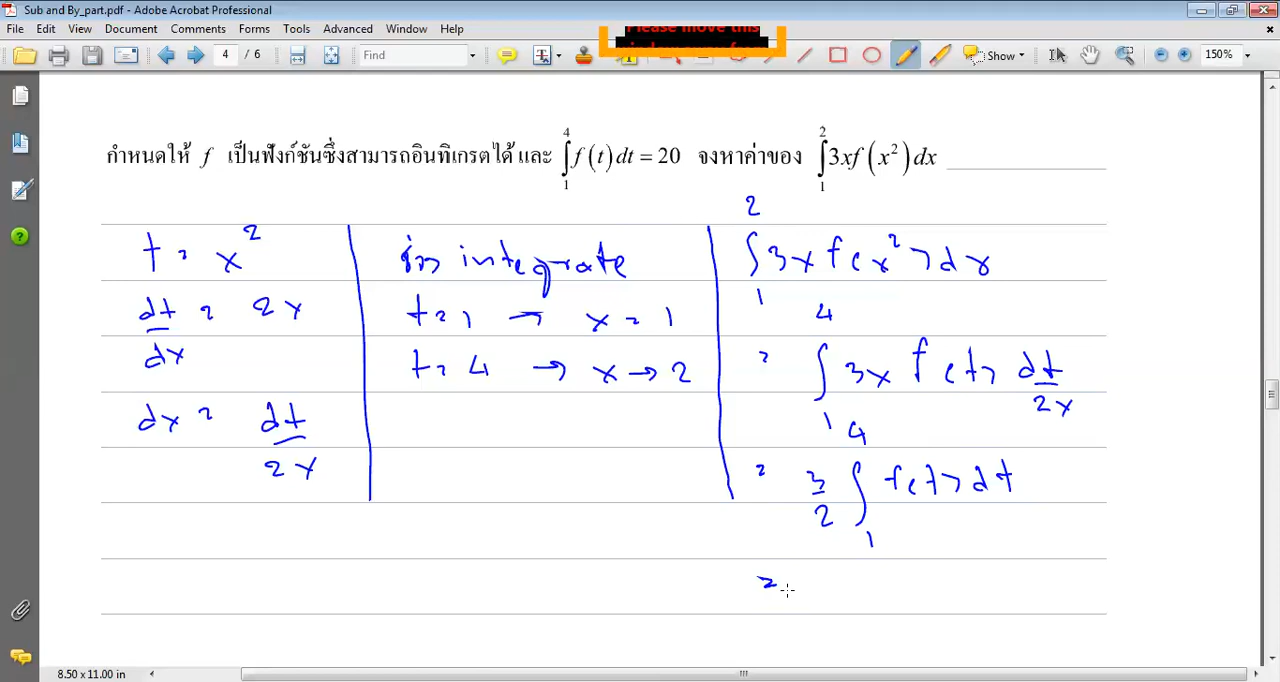 Sub and By_part.pdf - Adobe Acrobat Professional
File Edit View Document Comments Forms Tools Advanced Window Help
Please move this
4 / 6 Find Show 150%
กำหนดให้ f เป็นฟังก์ชันซึ่งสามารถอินทิเกรตได้ และ ∫₁⁴ f(t)dt = 20 จงหาค่าของ ∫₁² 3xf(x²)dx
t = x²
dt/dx = 2x
dx = dt/2x
in integrate
t = 1 → x = 1
t = 4 → x → 2
∫₁² 3x f(x²) dx
= ∫₁⁴ 3x f(t) dt/2x
= 3/2 ∫₁⁴ f(t) dt
=
8.50 x 11.00 in